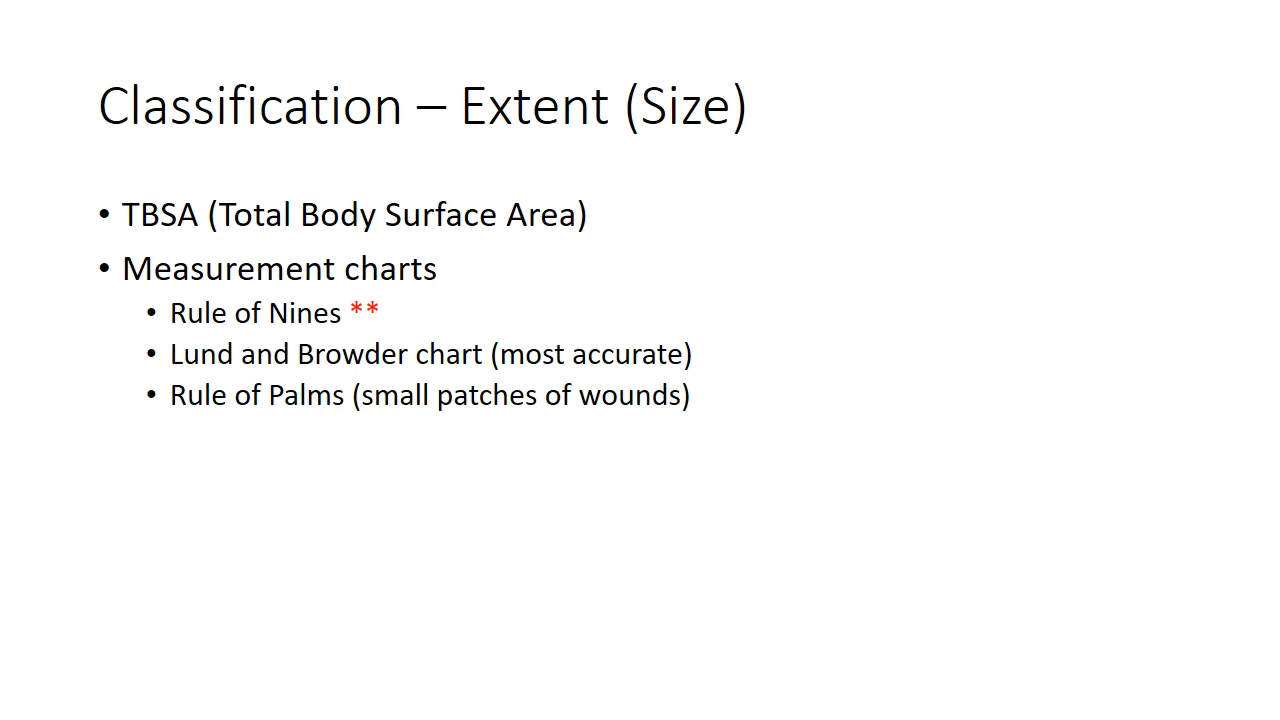 Classification – Extent (Size)
• TBSA (Total Body Surface Area)
• Measurement charts
• Rule of Nines **
• Lund and Browder chart (most accurate)
• Rule of Palms (small patches of wounds)